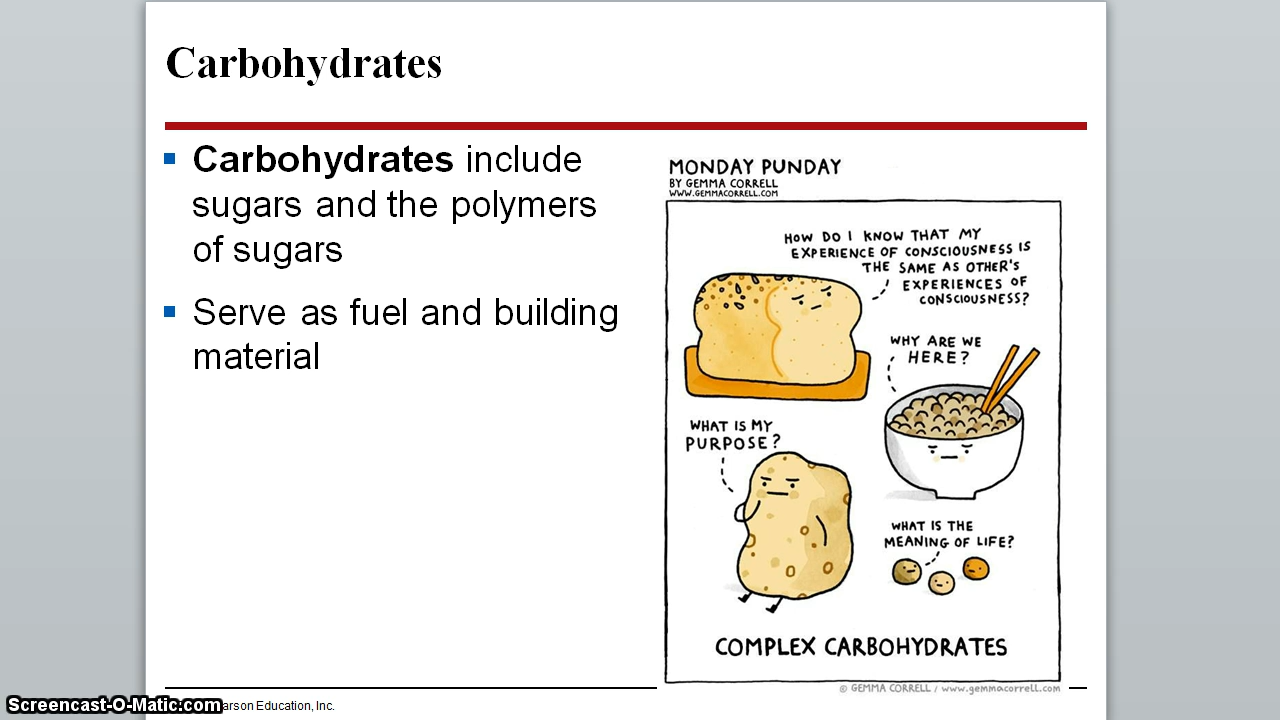 Carbohydrates
Carbohydrates include
sugars and the polymers
of sugars
Serve as fuel and building
material
MONDAY PUNDAY
BY GEMMA CORRELL
WWW.GEMMACORRELL.COM
HOW DO I KNOW THAT MY
EXPERIENCE OF CONSCIOUSNESS IS
THE SAME AS OTHER'S
EXPERIENCES OF
CONSCIOUSNESS?
WHY ARE WE
HERE?
WHAT IS MY
PURPOSE?
WHAT IS THE
MEANING OF LIFE?
COMPLEX CARBOHYDRATES
© GEMMA CORRELL / www.gemmacorrell.com
Screencast-O-Matic.com
arson Education, Inc.